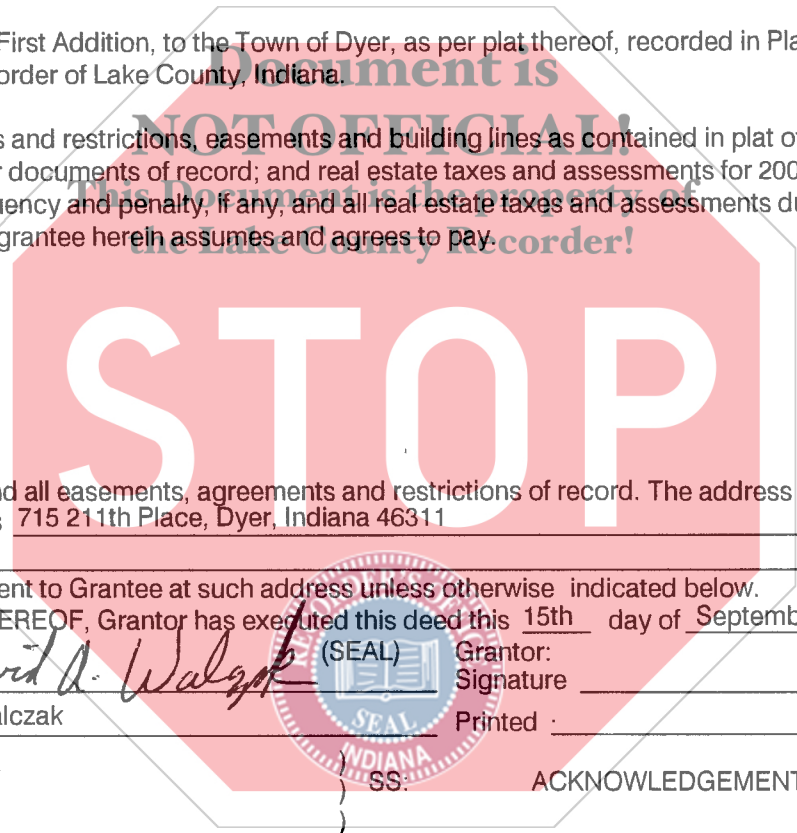 First Addition, to the Town of Dyer, as per plat thereof, recorded in Pla
order of Lake County, Indiana.
Document is
NOT OFFICIAL!
s and restrictions, easements and building lines as contained in plat o
r documents of record; and real estate taxes and assessments for 200
This Document is the property of
uency and penalty, if any, and all real estate taxes and assessments du
the Lake County Recorder!
grantee herein assumes and agrees to pay.
STOP
nd all easements, agreements and restrictions of record. The address
s 715 211th Place, Dyer, Indiana 46311
ent to Grantee at such address unless otherwise indicated below.
EREOF, Grantor has executed this deed this 15th day of Septemb
RECORDER'S OFFICE
(SEAL) Grantor:
vid A. Walczak Signature
alczak Printed
SEAL
INDIANA
) SS: ACKNOWLEDGEMENT
)